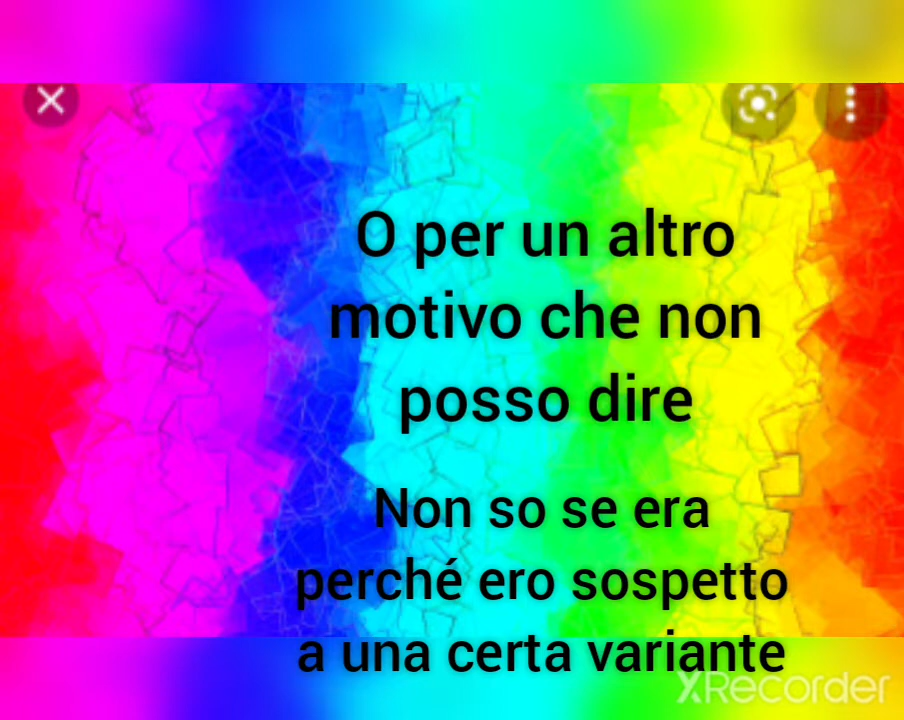 O per un altro
motivo che non
posso dire
Non so se era
perché ero sospetto
a una certa variante
XRecorder